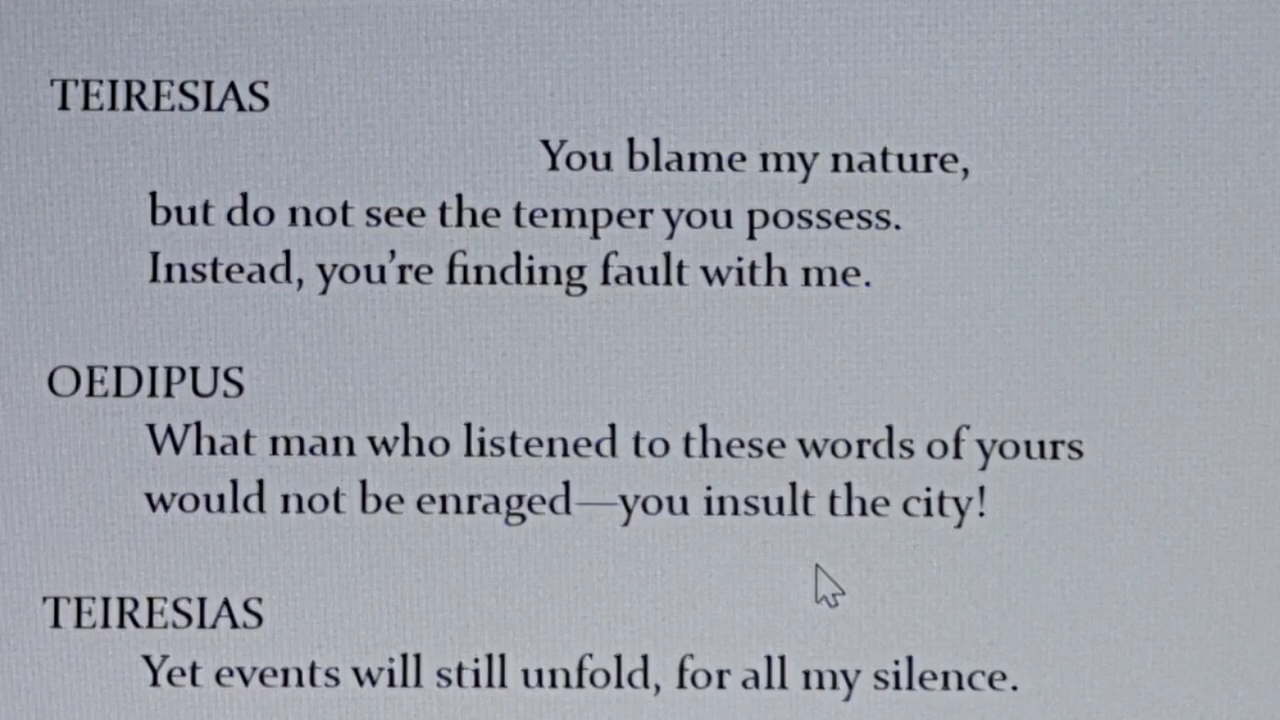 TEIRESIAS
You blame my nature,
but do not see the temper you possess.
Instead, you're finding fault with me.
OEDIPUS
What man who listened to these words of yours
would not be enraged—you insult the city!
TEIRESIAS
Yet events will still unfold, for all my silence.